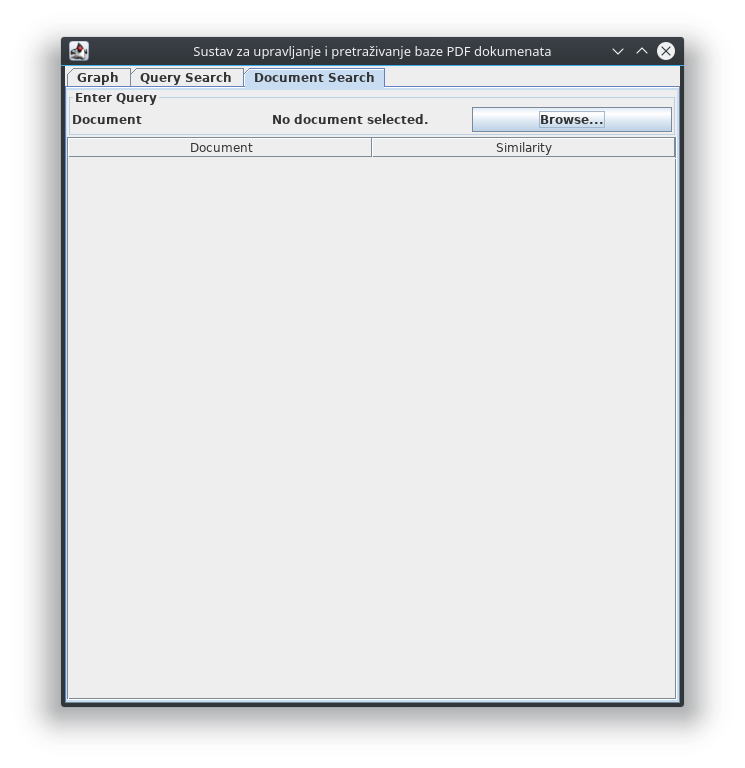 Sustav za upravljanje i pretraživanje baze PDF dokumenata
Graph Query Search Document Search
Enter Query
Document No document selected. Browse...
Document Similarity